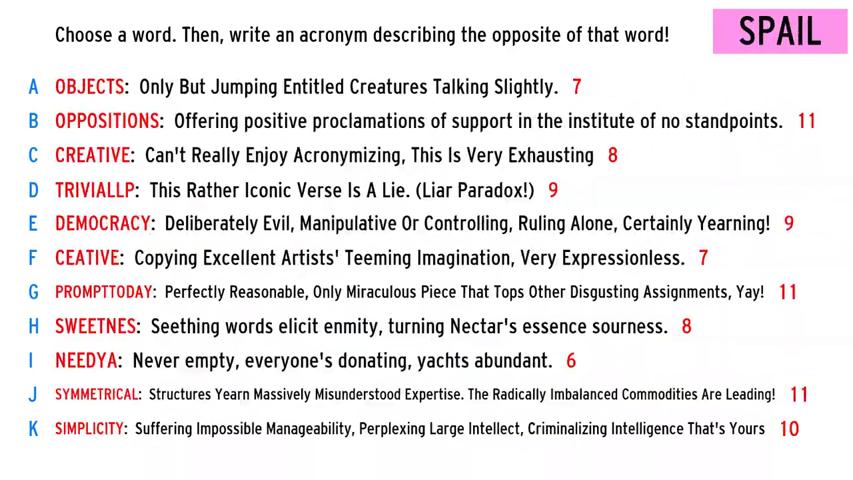 Choose a word. Then, write an acronym describing the opposite of that word!
SPAIL
A OBJECTS: Only But Jumping Entitled Creatures Talking Slightly. 7
B OPPOSITIONS: Offering positive proclamations of support in the institute of no standpoints. 11
C CREATIVE: Can't Really Enjoy Acronymizing, This Is Very Exhausting 8
D TRIVIALLP: This Rather Iconic Verse Is A Lie. (Liar Paradox!) 9
E DEMOCRACY: Deliberately Evil, Manipulative Or Controlling, Ruling Alone, Certainly Yearning! 9
F CEATIVE: Copying Excellent Artists' Teeming Imagination, Very Expressionless. 7
G PROMPTTODAY: Perfectly Reasonable, Only Miraculous Piece That Tops Other Disgusting Assignments, Yay! 11
H SWEETNES: Seething words elicit enmity, turning Nectar's essence sourness. 8
I NEEDYA: Never empty, everyone's donating, yachts abundant. 6
J SYMMETRICAL: Structures Yearn Massively Misunderstood Expertise. The Radically Imbalanced Commodities Are Leading! 11
K SIMPLICITY: Suffering Impossible Manageability, Perplexing Large Intellect, Criminalizing Intelligence That's Yours 10